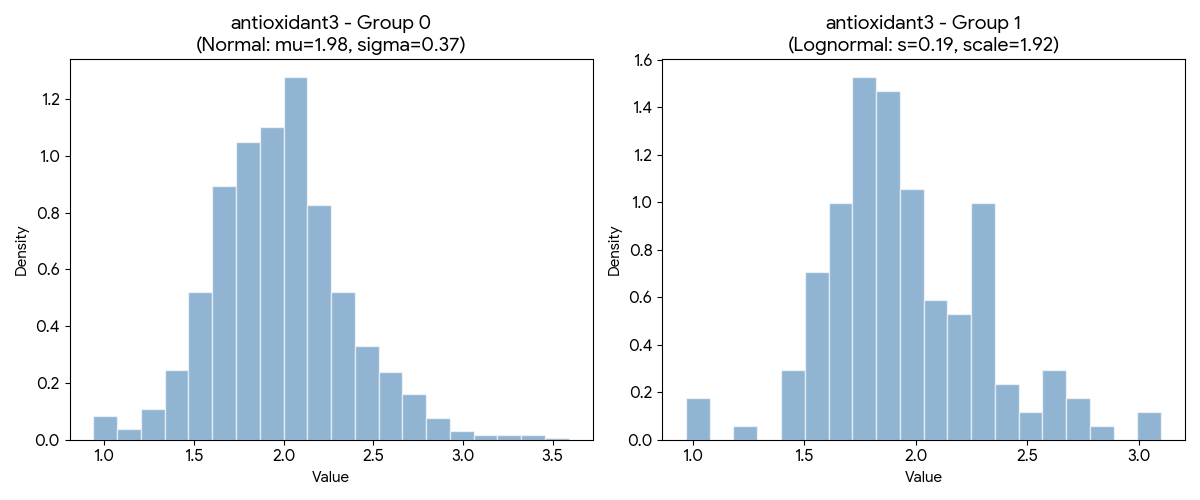 antioxidant3 - Group 0
(Normal: mu=1.98, sigma=0.37)
Density
1.2
1.0
0.8
0.6
0.4
0.2
0.0
1.0 1.5 2.0 2.5 3.0 3.5
Value
antioxidant3 - Group 1
(Lognormal: s=0.19, scale=1.92)
Density
1.6
1.4
1.2
1.0
0.8
0.6
0.4
0.2
0.0
1.0 1.5 2.0 2.5 3.0
Value